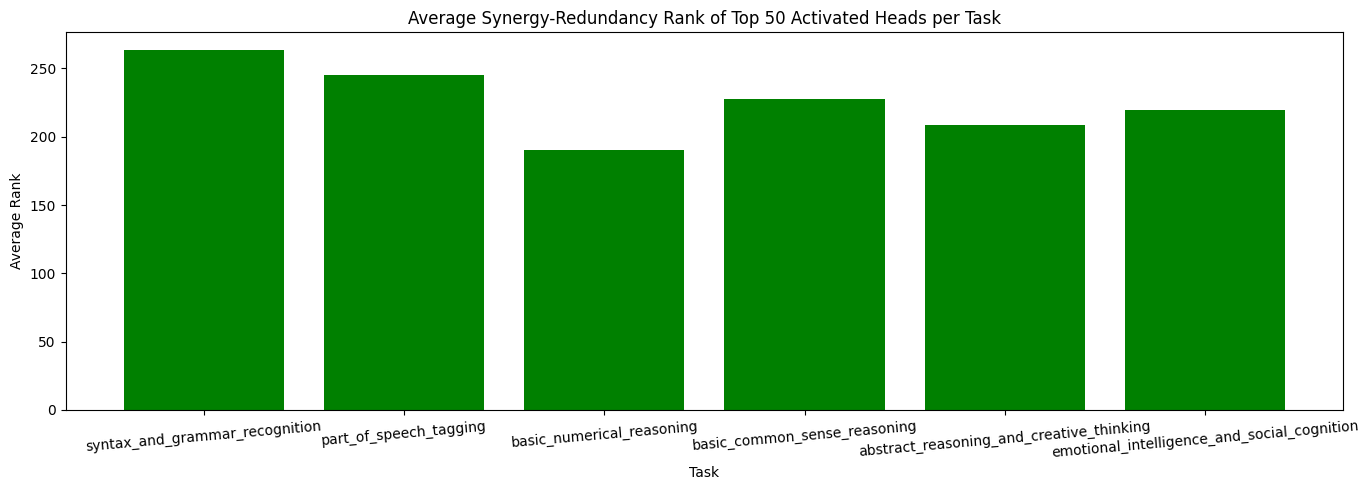 Average Synergy-Redundancy Rank of Top 50 Activated Heads per Task
Average Rank
250
200
150
100
50
0
syntax_and_grammar_recognition
part_of_speech_tagging
basic_numerical_reasoning
basic_common_sense_reasoning
abstract_reasoning_and_creative_thinking
emotional_intelligence_and_social_cognition
Task